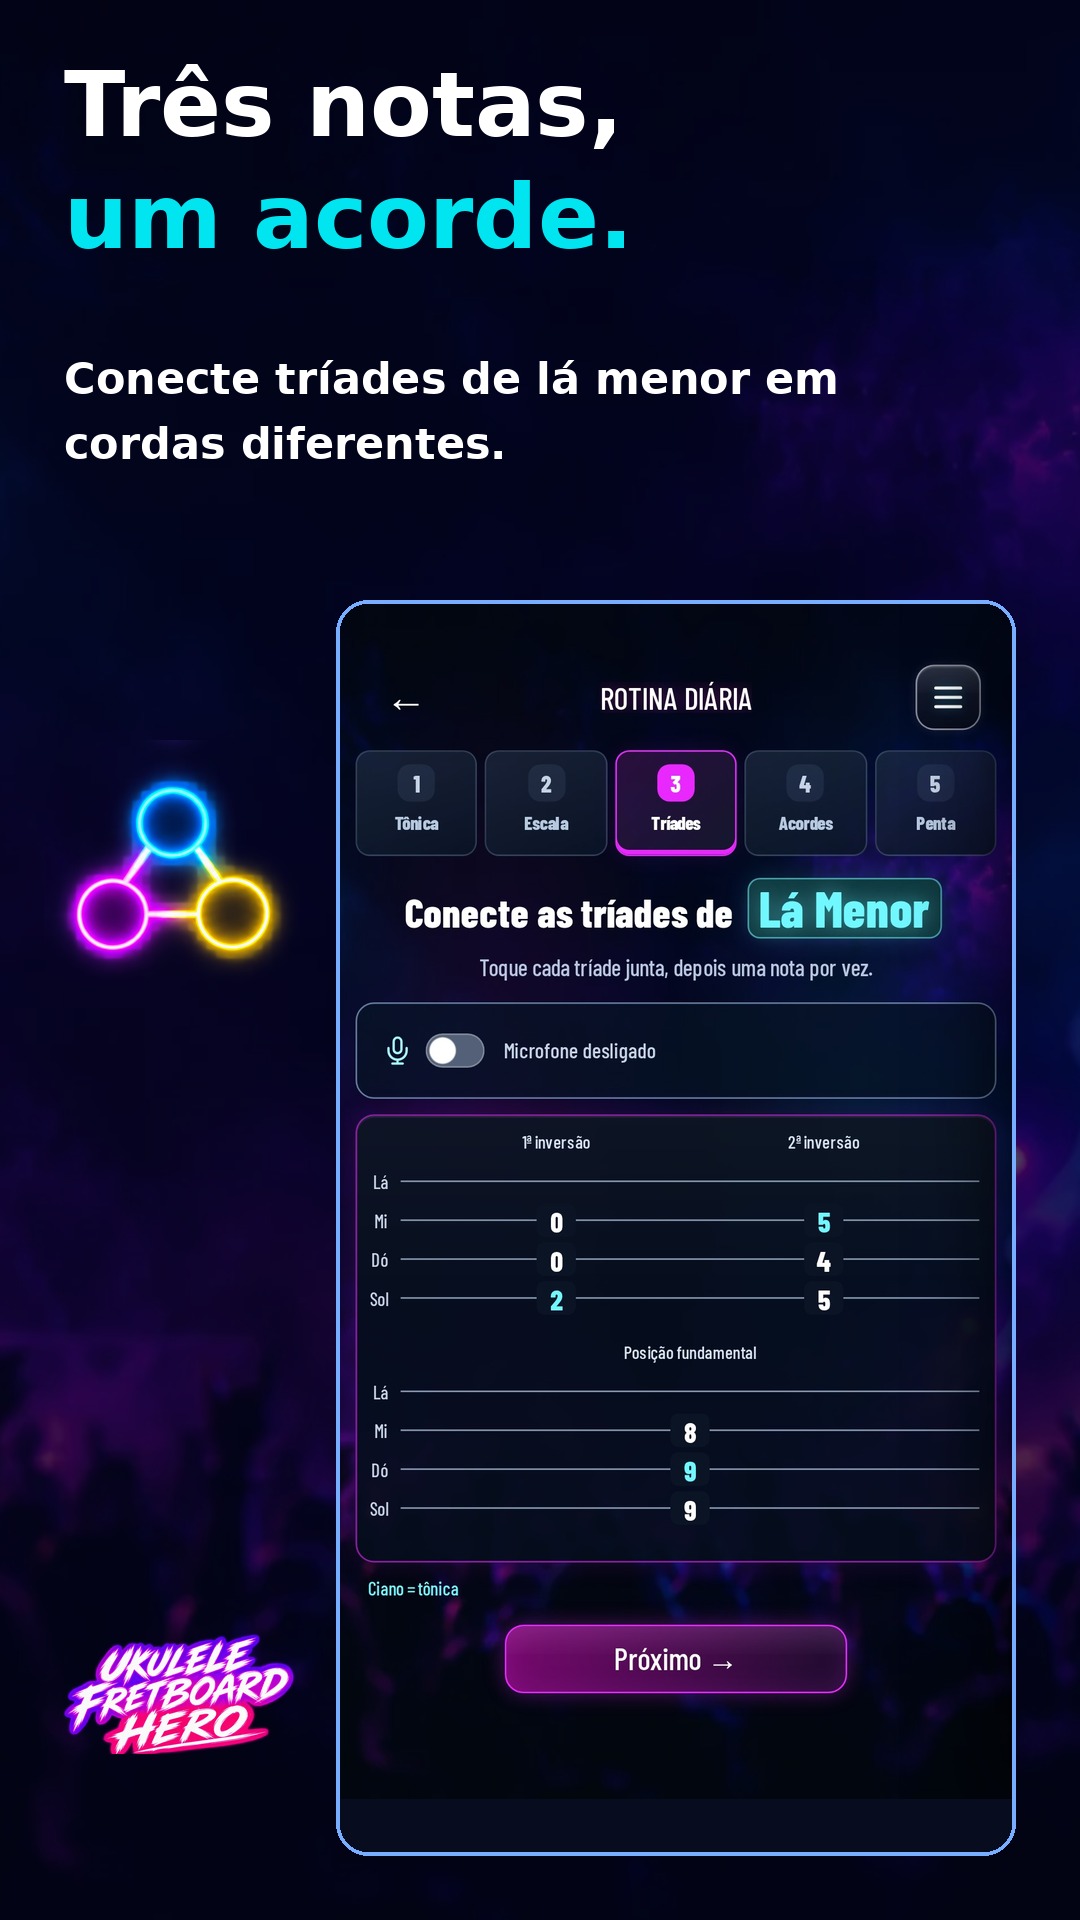 Três notas,
um acorde.
Conecte tríades de lá menor em
cordas diferentes.
← ROTINA DIÁRIA
1 2 3 4 5
Tônica Escala Tríades Acordes Penta
Conecte as tríades de Lá Menor
Toque cada tríade junta, depois uma nota por vez.
Microfone desligado
1ª inversão 2ª inversão
Lá
Mi 0 5
Dó 0 4
Sol 2 5
Posição fundamental
Lá
Mi 8
Dó 9
Sol 9
Ciano = tônica
Próximo →
UKULELE
FRETBOARD
HERO